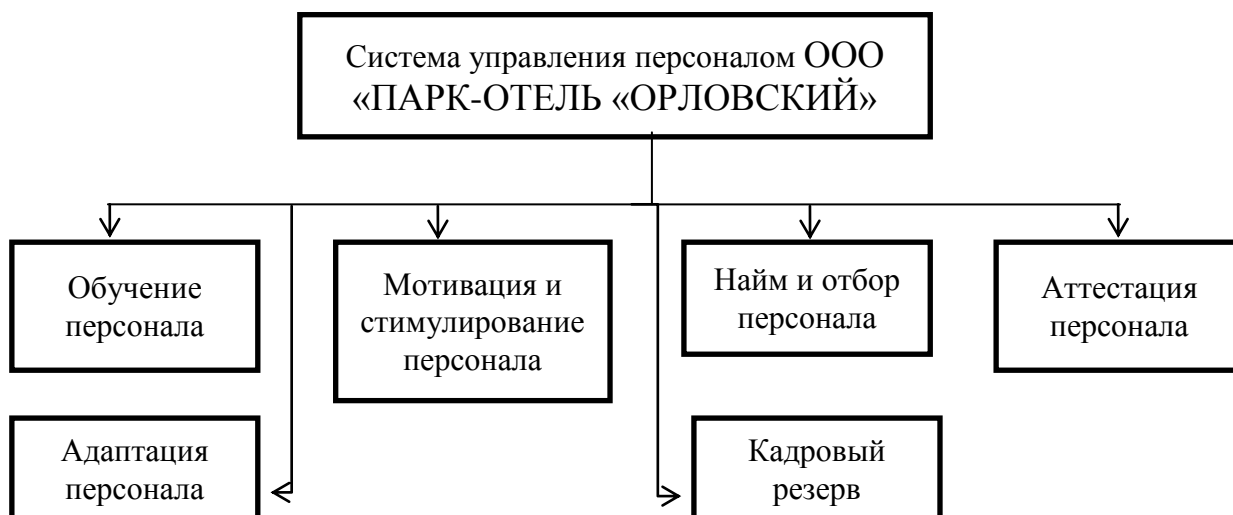 Система управления персоналом ООО
«ПАРК-ОТЕЛЬ «ОРЛОВСКИЙ»
Обучение
персонала
Мотивация и
стимулирование
персонала
Найм и отбор
персонала
Аттестация
персонала
Адаптация
персонала
Кадровый
резерв